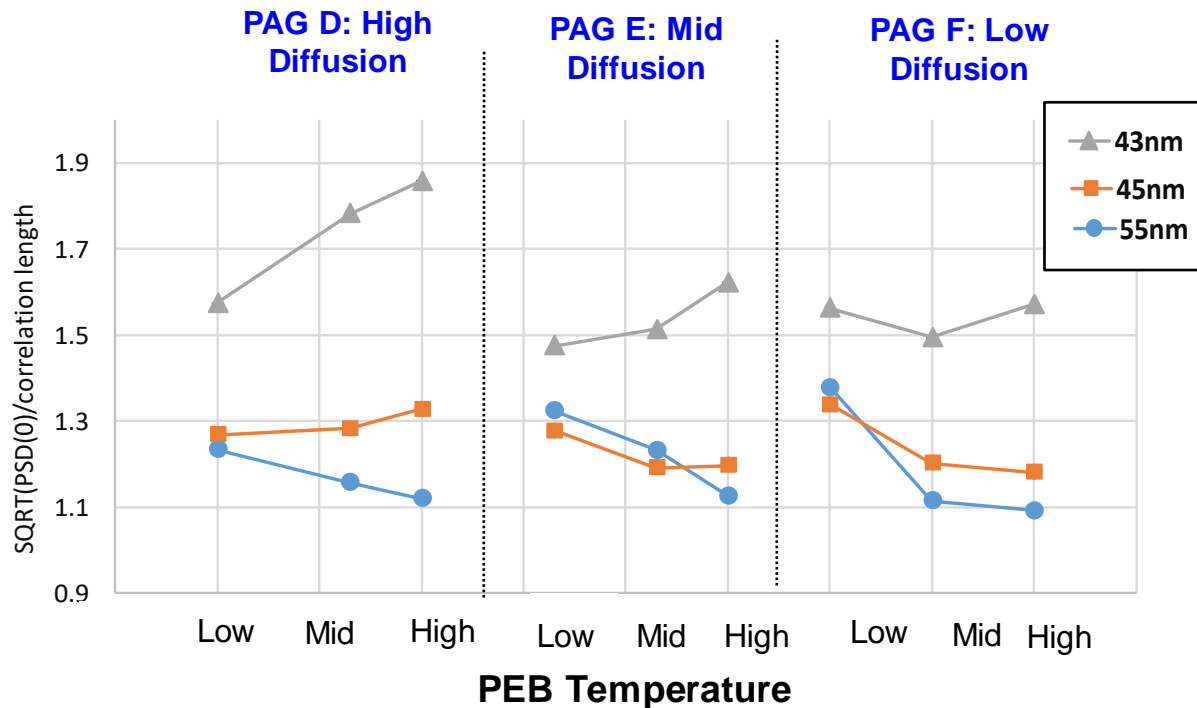 PAG D: High
Diffusion
PAG E: Mid
Diffusion
PAG F: Low
Diffusion
43nm
45nm
55nm
SQRT(PSD(0)/correlation length
1.9
1.7
1.5
1.3
1.1
0.9
Low Mid High
Low Mid High
Low Mid High
PEB Temperature